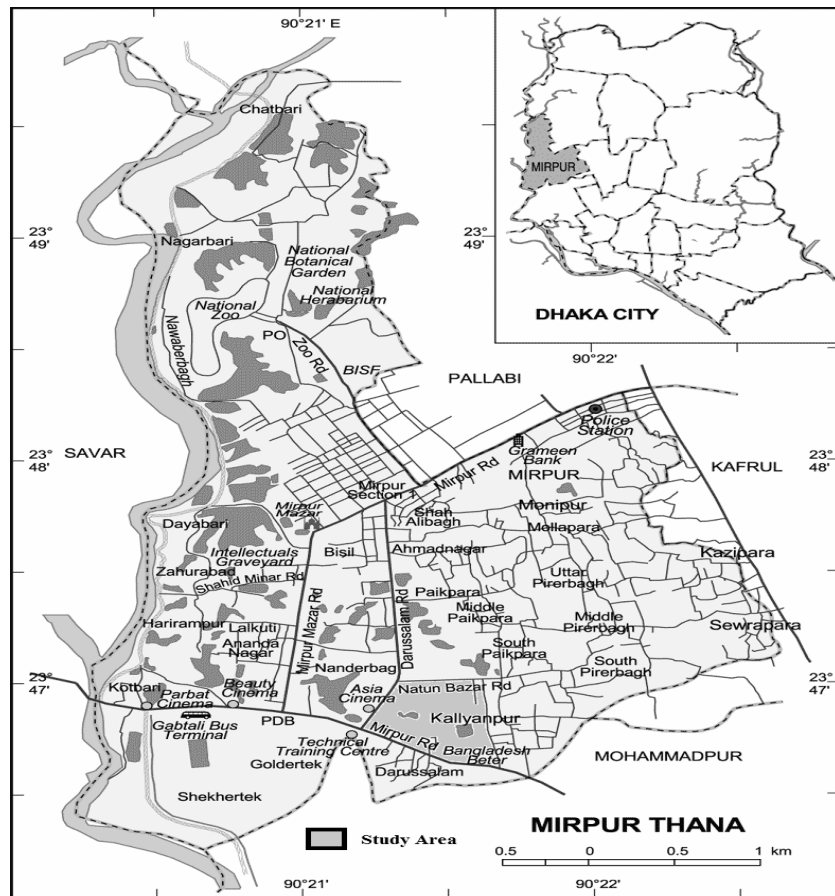 90°21' E
Chatbari
23°
49'
Nagarbari
National
Botanical
Garden
National
Herabarium
National
Zoo
Nawaberbagh
PO
Zoo Rd
BISF
MIRPUR
23°
49'
DHAKA CITY
90°22'
PALLABI
SAVAR
23°
48'
Police
Station
Grameen
Bank
Mirpur Rd
MIRPUR
KAFRUL
23°
48'
Mirpur
Section 1
Mirpur
Mazar
Shah
Alibagh
Monipur
Mollapara
Dayabari
Intellectuals
Graveyard
Bisil
Ahmadnagar
Kazipara
Zahurabad
Shahid Minar Rd
Uttar
Pirerbagh
Paikpara
Middle
Paikpara
Harirampur
Lalkuti
Ananda
Nagar
Mirpur Mazar Rd
Darussalam Rd
Middle
Pirerbagh
Sewrapara
South
Paikpara
South
Pirerbagh
23°
47'
Nanderbag
Kotbari
Parbat
Cinema
Beauty
Cinema
Asia
Cinema
Natun Bazar Rd
23°
47'
Gabtali Bus
Terminal
PDB
Kallyanpur
Technical
Training Centre
Mirpur Rd
Bangladesh
Beter
MOHAMMADPUR
Goldertek
Darussalam
Shekhertek
Study Area
MIRPUR THANA
0.5 0 0.5 1 km
90°21'
90°22'